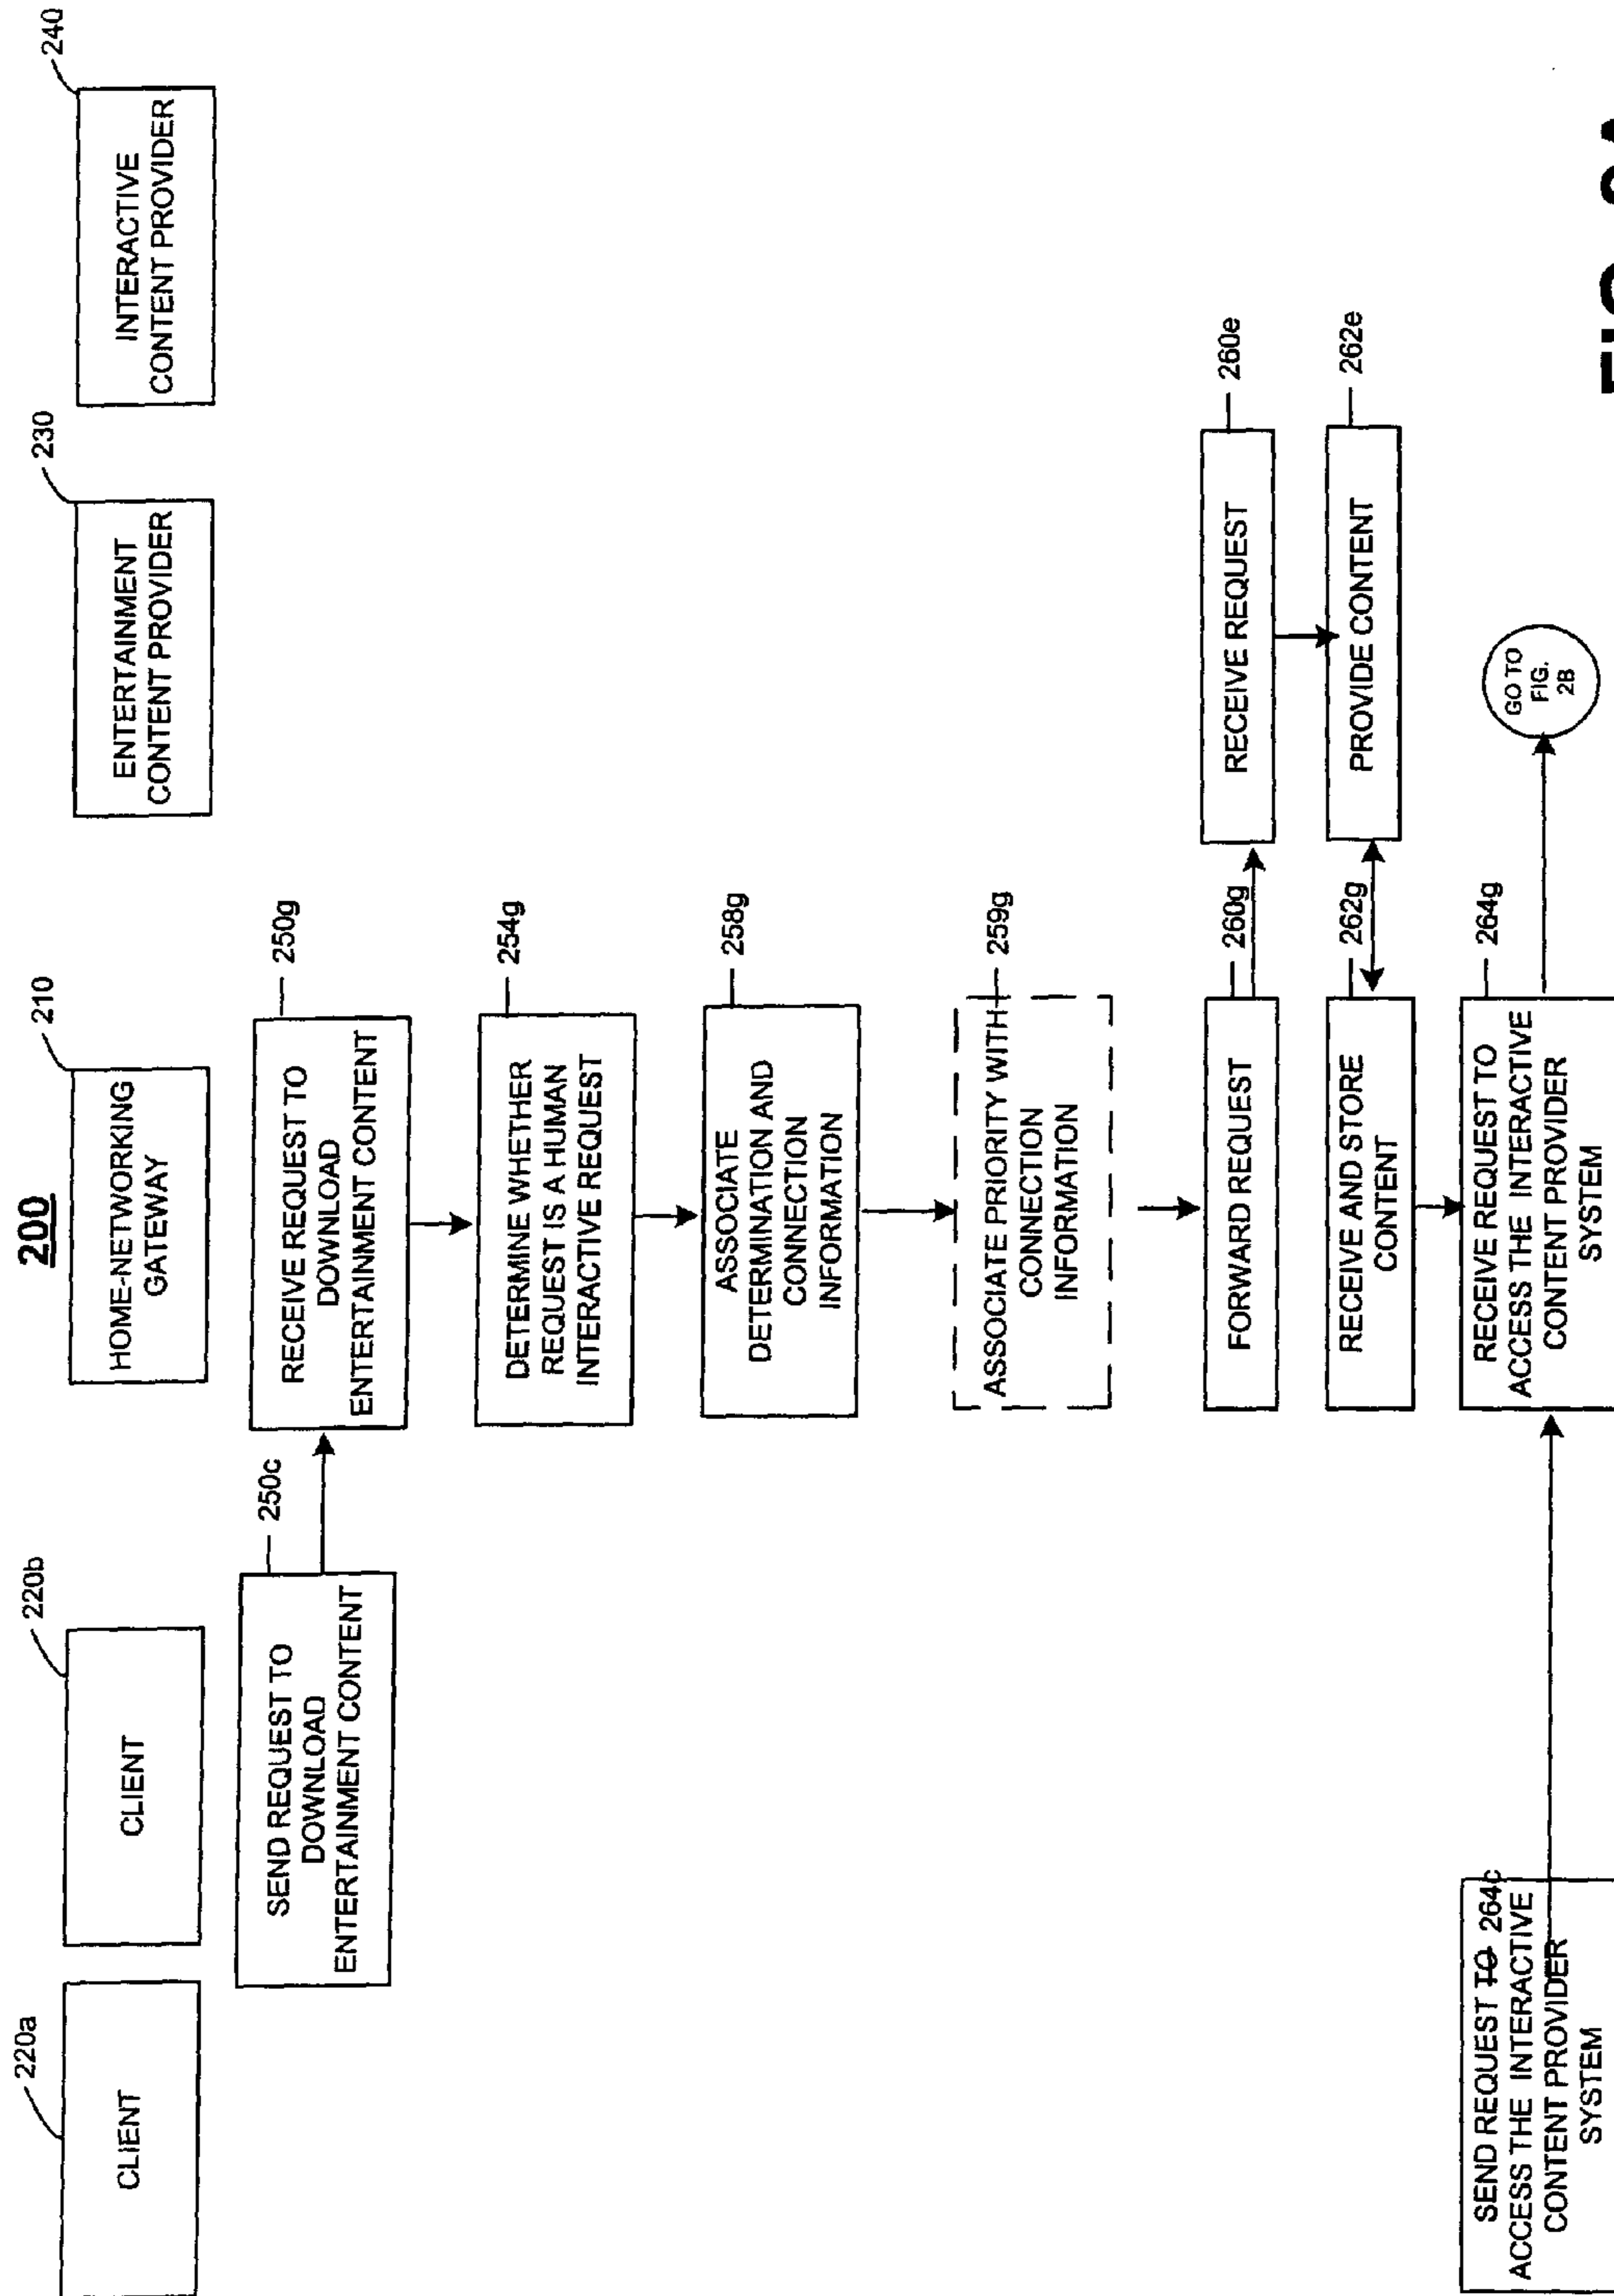 200
220a
CLIENT
220b
CLIENT
210
HOME-NETWORKING
GATEWAY
230
ENTERTAINMENT
CONTENT PROVIDER
240
INTERACTIVE
CONTENT PROVIDER
250c
SEND REQUEST TO
DOWNLOAD
ENTERTAINMENT CONTENT
250g
RECEIVE REQUEST TO
DOWNLOAD
ENTERTAINMENT CONTENT
254g
DETERMINE WHETHER
REQUEST IS A HUMAN
INTERACTIVE REQUEST
258g
ASSOCIATE
DETERMINATION AND
CONNECTION
INFORMATION
259g
ASSOCIATE PRIORITY WITH
CONNECTION
INFORMATION
260g
FORWARD REQUEST
260e
RECEIVE REQUEST
262g
RECEIVE AND STORE
CONTENT
262e
PROVIDE CONTENT
264c
SEND REQUEST TO
ACCESS THE INTERACTIVE
CONTENT PROVIDER
SYSTEM
264g
RECEIVE REQUEST TO
ACCESS THE INTERACTIVE
CONTENT PROVIDER
SYSTEM
GO TO
FIG.
2B